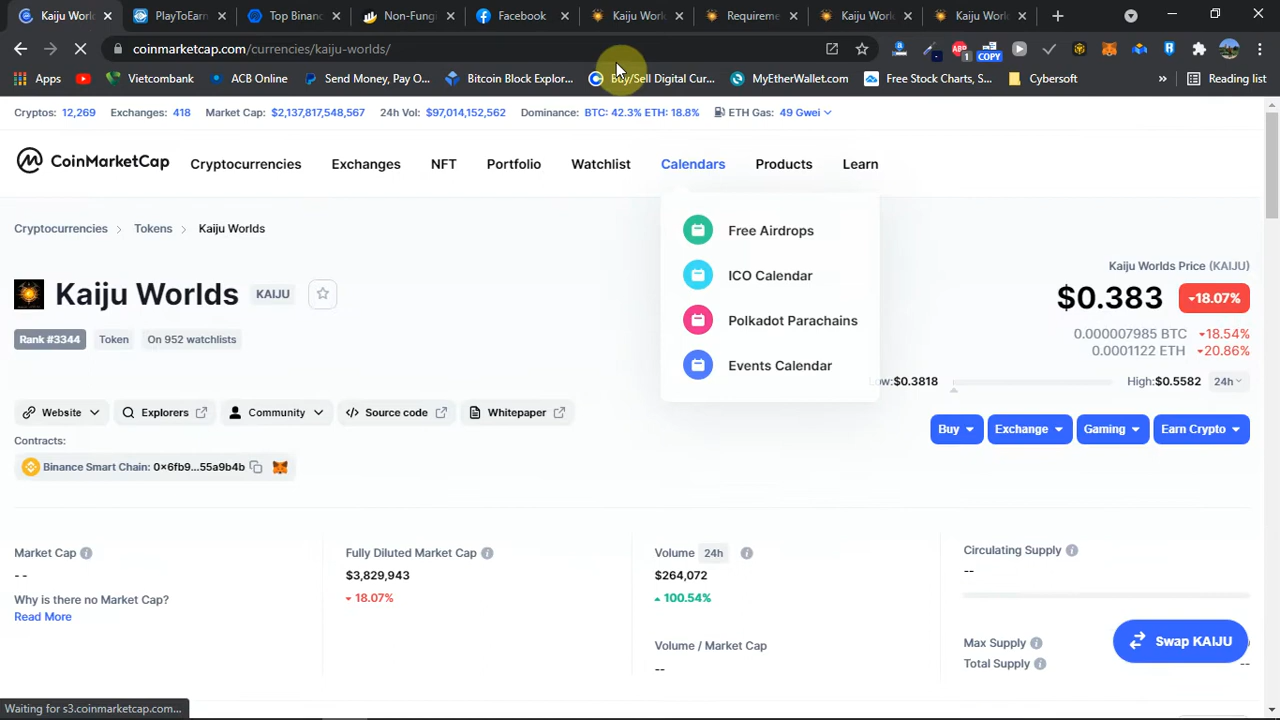 Kaiju Worl
PlayToEarn
Top Binanc
Non-Fungi
Facebook
Kaiju Worl
Requireme
Kaiju Worl
Kaiju Worl
coinmarketcap.com/currencies/kaiju-worlds/
ABP
1
COPY
Apps
Vietcombank
ACB Online
Send Money, Pay O...
Bitcoin Block Explor...
Buy/Sell Digital Cur...
MyEtherWallet.com
Free Stock Charts, S...
Cybersoft
»
Reading list
Cryptos: 12,269 Exchanges: 418 Market Cap: $2,137,817,548,567 24h Vol: $97,014,152,562 Dominance: BTC: 42.3% ETH: 18.8% ETH Gas: 49 Gwei
CoinMarketCap Cryptocurrencies Exchanges NFT Portfolio Watchlist Calendars Products Learn
Free Airdrops
ICO Calendar
Polkadot Parachains
Events Calendar
Cryptocurrencies > Tokens > Kaiju Worlds
Kaiju Worlds KAIJU
Rank #3344 Token On 952 watchlists
Kaiju Worlds Price (KAIJU)
$0.383 18.07%
0.000007985 BTC 18.54%
0.0001122 ETH 20.86%
Low:$0.3818 High:$0.5582 24h
Website Explorers Community Source code Whitepaper
Buy Exchange Gaming Earn Crypto
Contracts:
Binance Smart Chain: 0x6fb9...55a9b4b
Market Cap
- -
Why is there no Market Cap?
Read More
Fully Diluted Market Cap
$3,829,943
18.07%
Volume 24h
$264,072
100.54%
Volume / Market Cap
--
Circulating Supply
--
Max Supply
Total Supply --
Swap KAIJU
Waiting for s3.coinmarketcap.com...